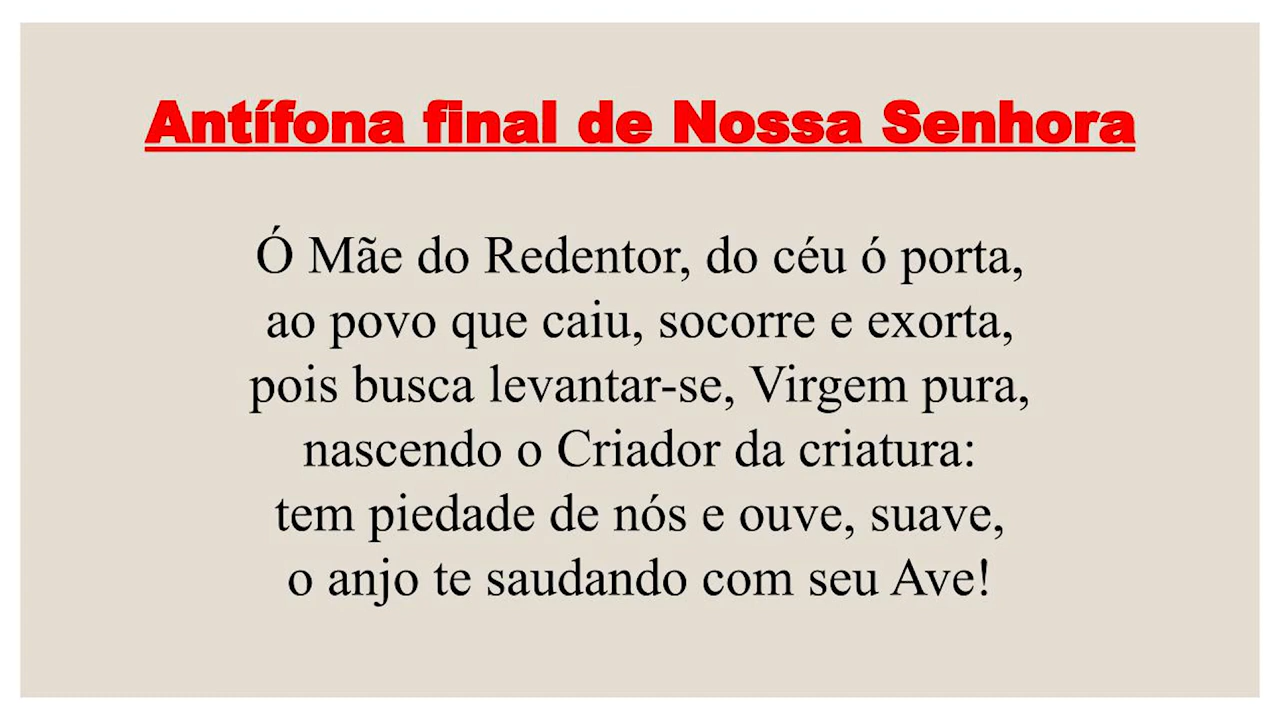 Antífona final de Nossa Senhora
Ó Mãe do Redentor, do céu ó porta,
ao povo que caiu, socorre e exorta,
pois busca levantar-se, Virgem pura,
nascendo o Criador da criatura:
tem piedade de nós e ouve, suave,
o anjo te saudando com seu Ave!